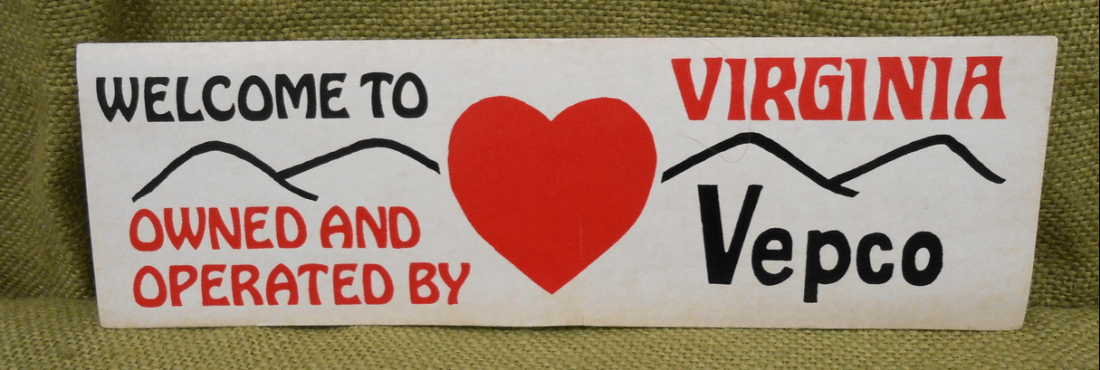 WELCOME TO VIRGINIA
OWNED AND
OPERATED BY
Vepco